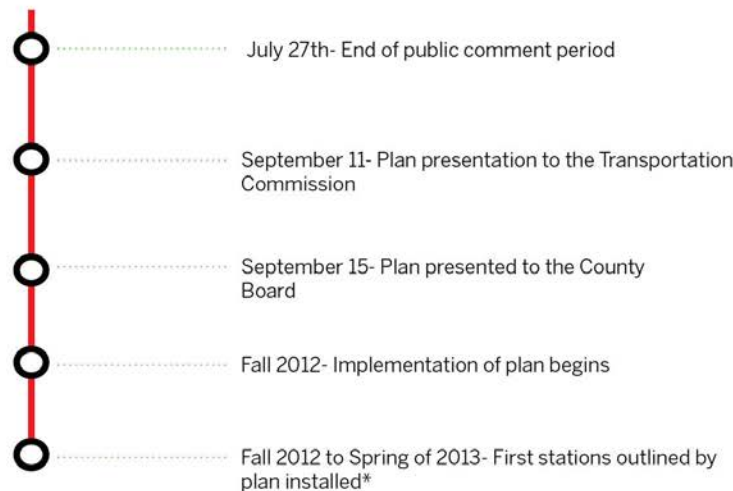 July 27th- End of public comment period
September 11- Plan presentation to the Transportation
Commission
September 15- Plan presented to the County
Board
Fall 2012- Implementation of plan begins
Fall 2012 to Spring of 2013- First stations outlined by
plan installed*